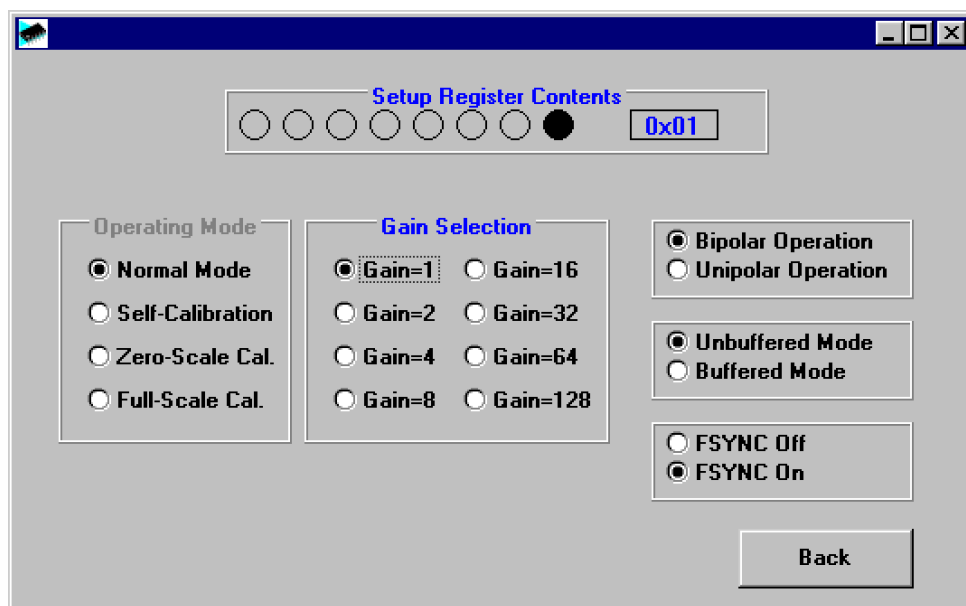 Setup Register Contents
0x01
Operating Mode
Normal Mode
Self-Calibration
Zero-Scale Cal.
Full-Scale Cal.
Gain Selection
Gain=1
Gain=2
Gain=4
Gain=8
Gain=16
Gain=32
Gain=64
Gain=128
Bipolar Operation
Unipolar Operation
Unbuffered Mode
Buffered Mode
FSYNC Off
FSYNC On
Back